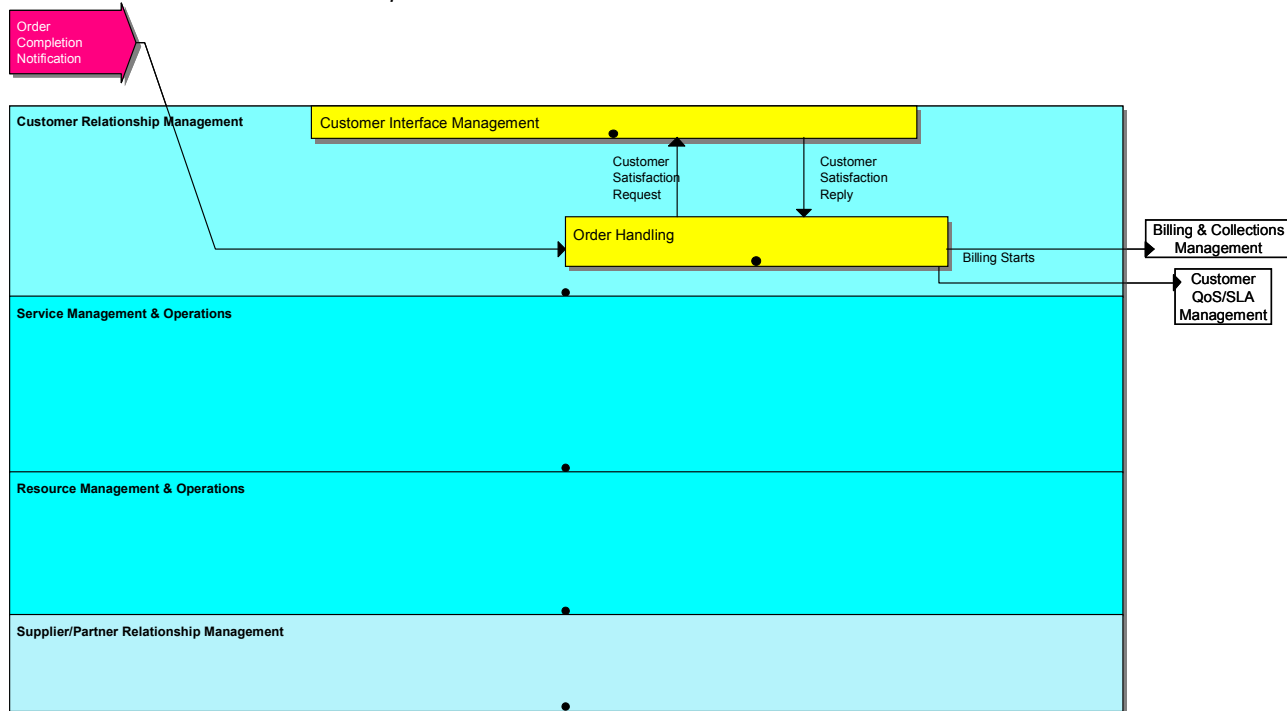 Order
Completion
Notification
Customer Relationship Management
Customer Interface Management
Customer
Satisfaction
Request
Customer
Satisfaction
Reply
Order Handling
Billing Starts
Billing & Collections
Management
Customer
QoS/SLA
Management
Service Management & Operations
Resource Management & Operations
Supplier/Partner Relationship Management